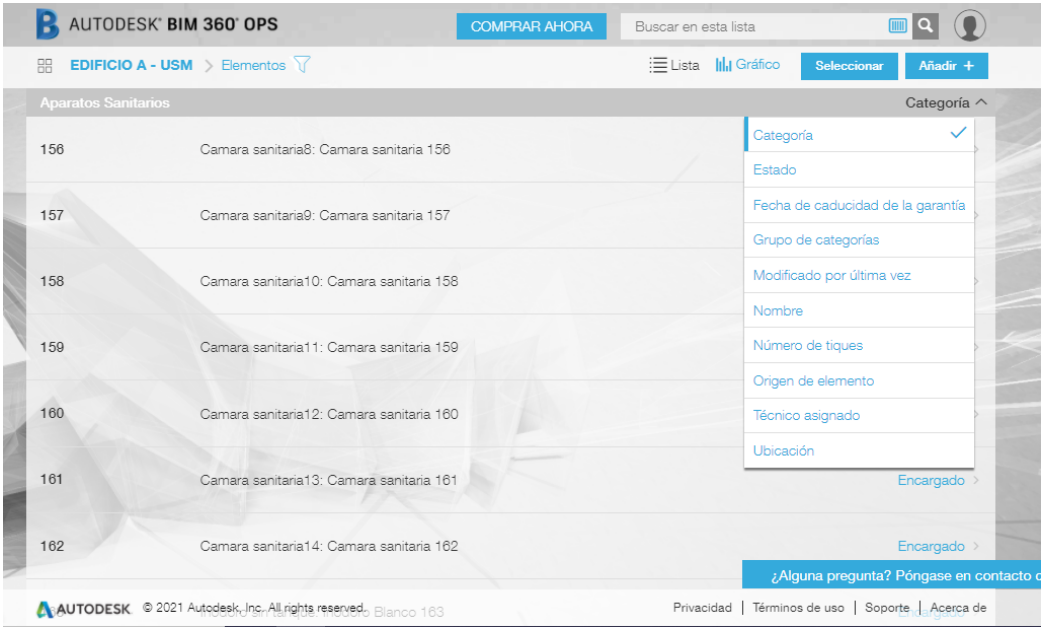 AUTODESK® BIM 360® OPS
COMPRAR AHORA
Buscar en esta lista
EDIFICIO A - USM > Elementos
Lista
Gráfico
Seleccionar
Añadir +
Aparatos Sanitarios
Categoría
156 Camara sanitaria8: Camara sanitaria 156
157 Camara sanitaria9: Camara sanitaria 157
158 Camara sanitaria10: Camara sanitaria 158
159 Camara sanitaria11: Camara sanitaria 159
160 Camara sanitaria12: Camara sanitaria 160
161 Camara sanitaria13: Camara sanitaria 161 Encargado >
162 Camara sanitaria14: Camara sanitaria 162 Encargado >
Categoría
Estado
Fecha de caducidad de la garantía
Grupo de categorías
Modificado por última vez
Nombre
Número de tiques
Origen de elemento
Técnico asignado
Ubicación
¿Alguna pregunta? Póngase en contacto
Inodoro sin tanque: Inodoro Blanco 163
AUTODESK. © 2021 Autodesk, Inc. All rights reserved.
Privacidad | Términos de uso | Soporte | Acerca de